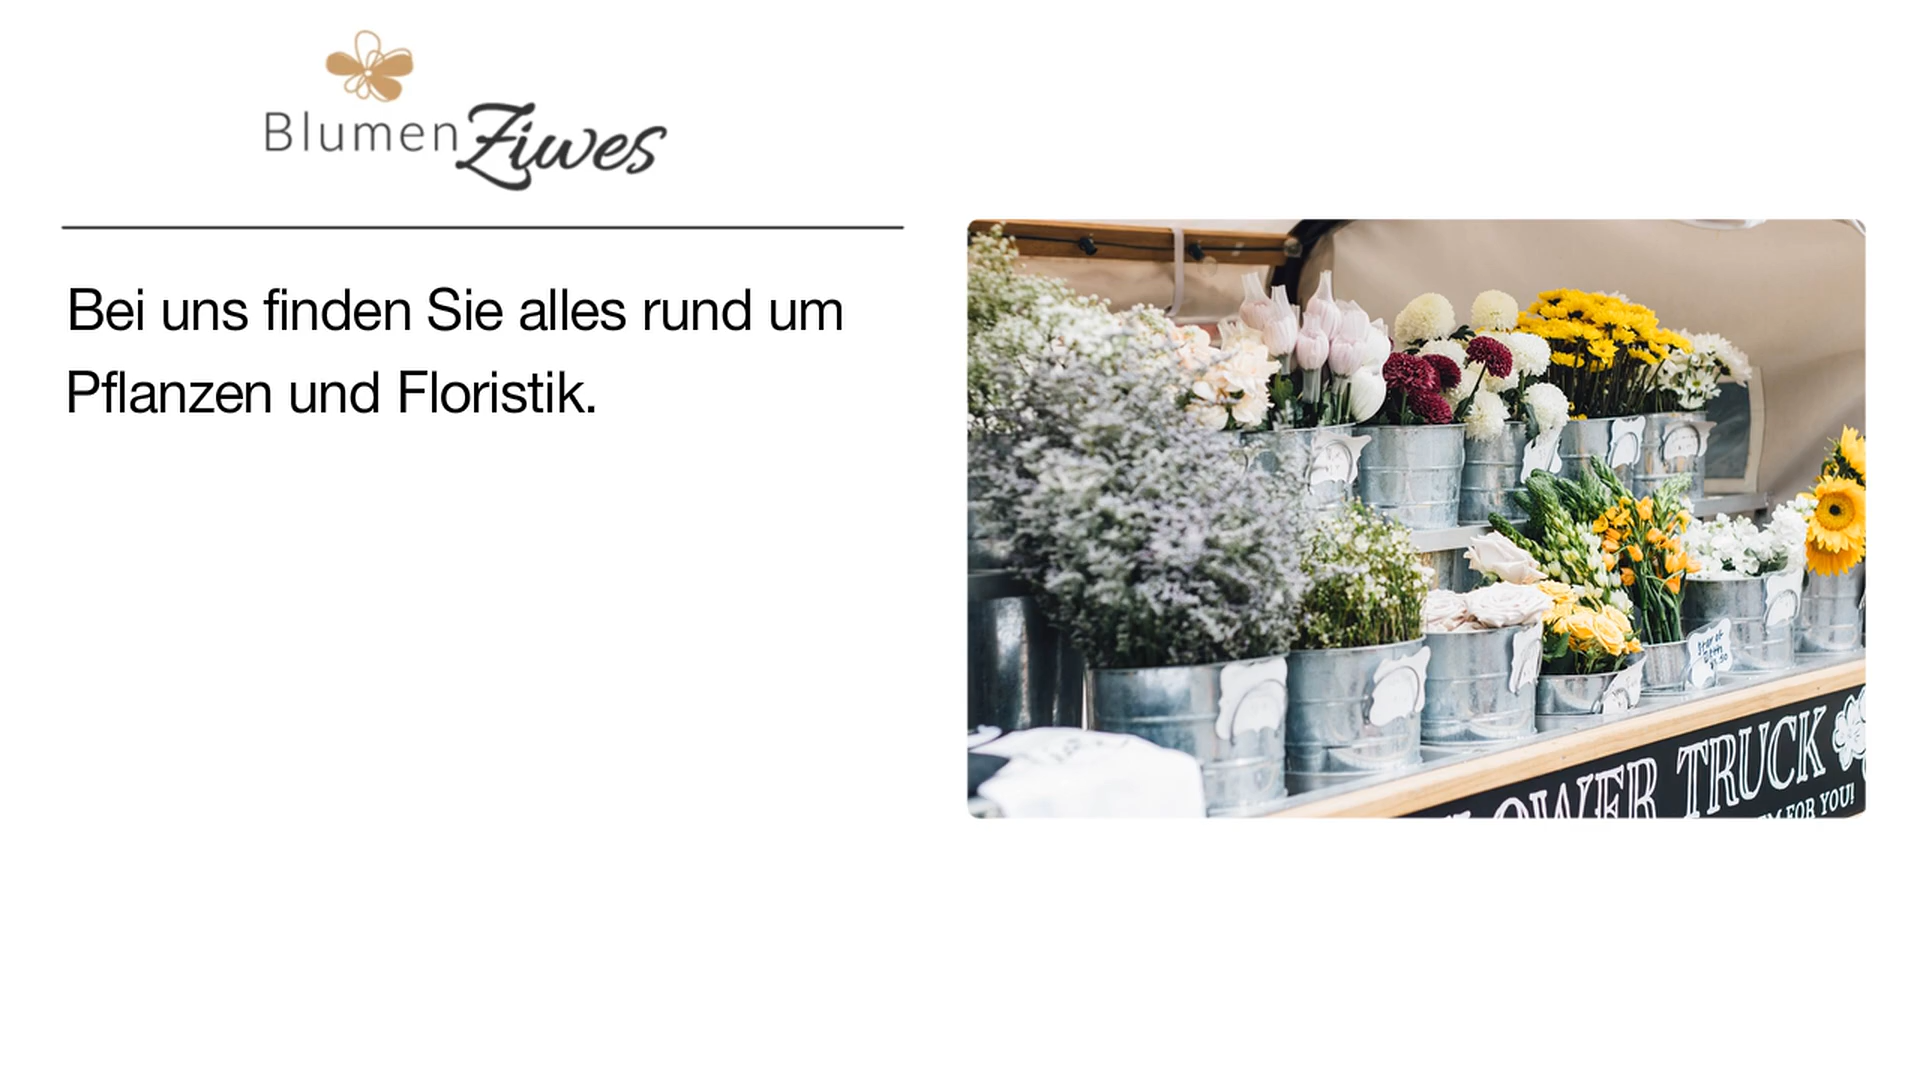 Blumen Ziwes
Bei uns finden Sie alles rund um
Pflanzen und Floristik.
TRUCK
FOR YOU!